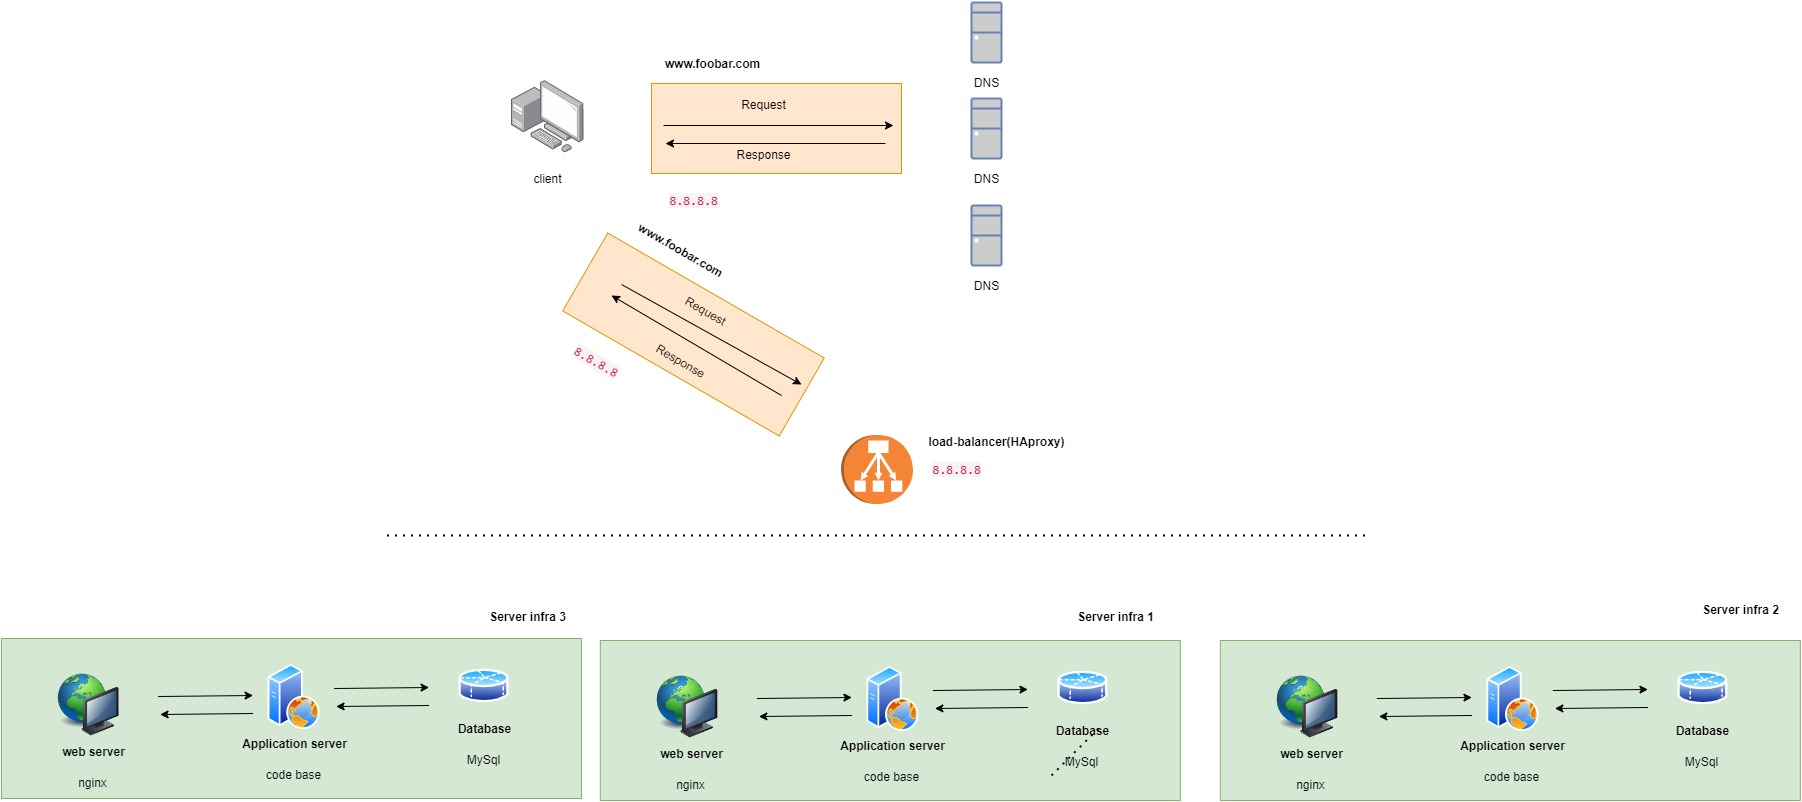 www.foobar.com
Request
Response
client
8.8.8.8
DNS
DNS
DNS
www.foobar.com
Request
Response
8.8.8.8
load-balancer(HAproxy)
8.8.8.8
Server infra 3
web server
nginx
Application server
code base
Database
MySql
Server infra 1
web server
nginx
Application server
code base
Database
MySql
Server infra 2
web server
nginx
Application server
code base
Database
MySql